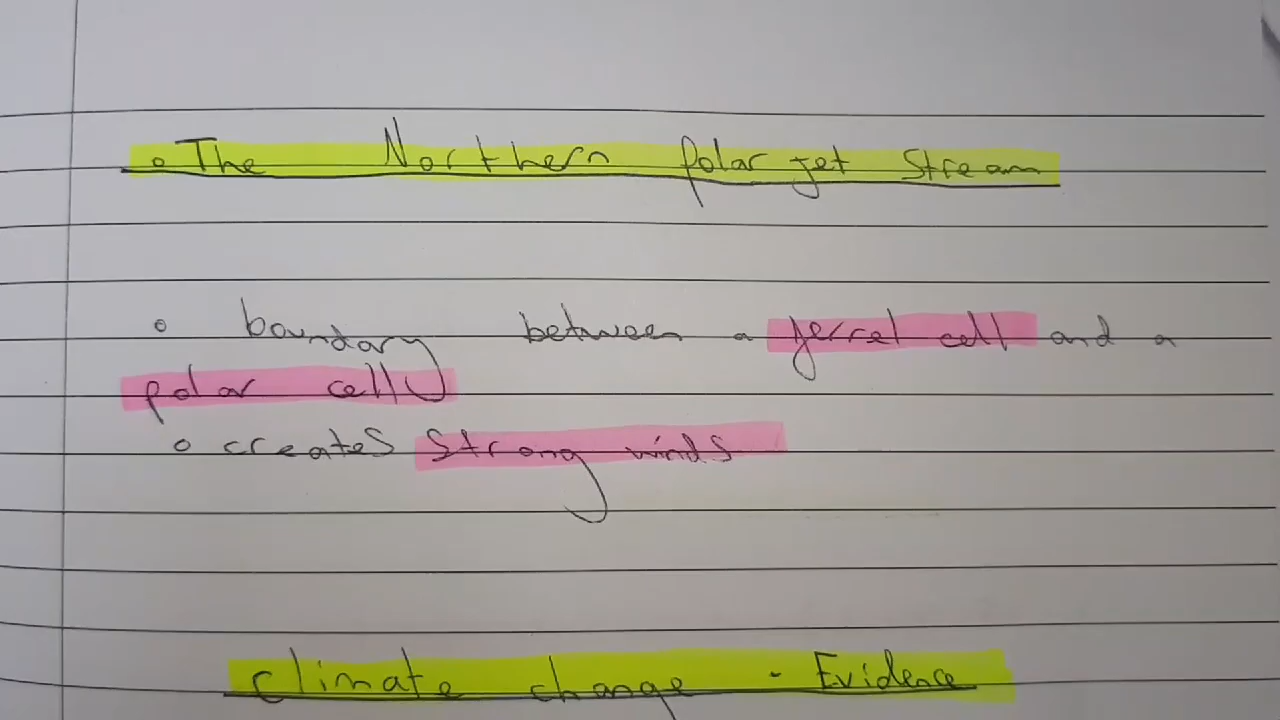 • The Northern polar jet stream
• boundary between a ferrel cell and a
polar cell
• creates strong winds
climate change - Evidence